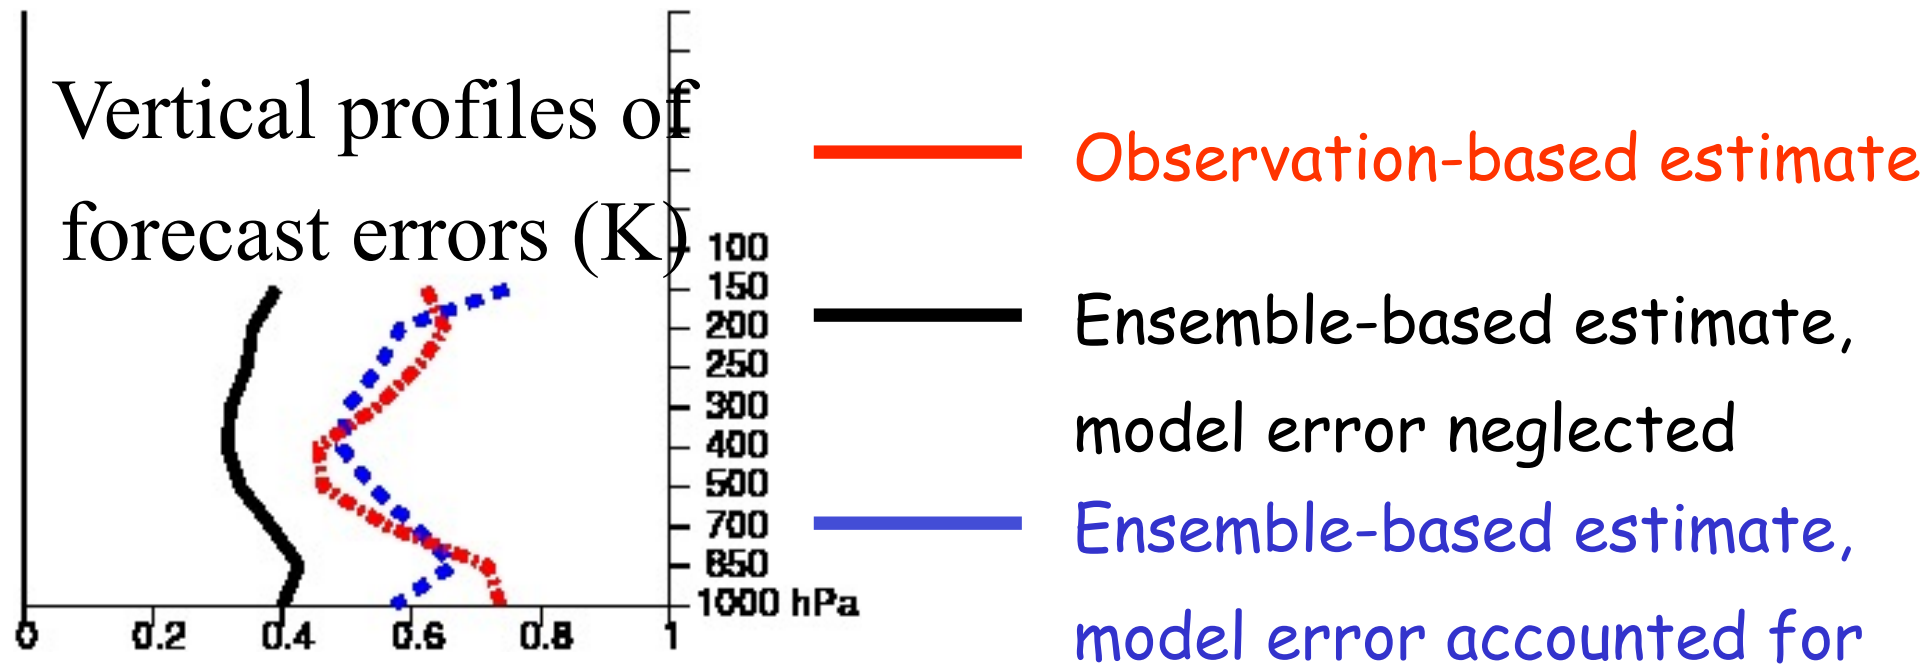 Vertical profiles of
forecast errors (K)
100
150
200
250
300
400
500
700
850
1000 hPa
0 0.2 0.4 0.6 0.8 1
Observation-based estimate
Ensemble-based estimate,
model error neglected
Ensemble-based estimate,
model error accounted for